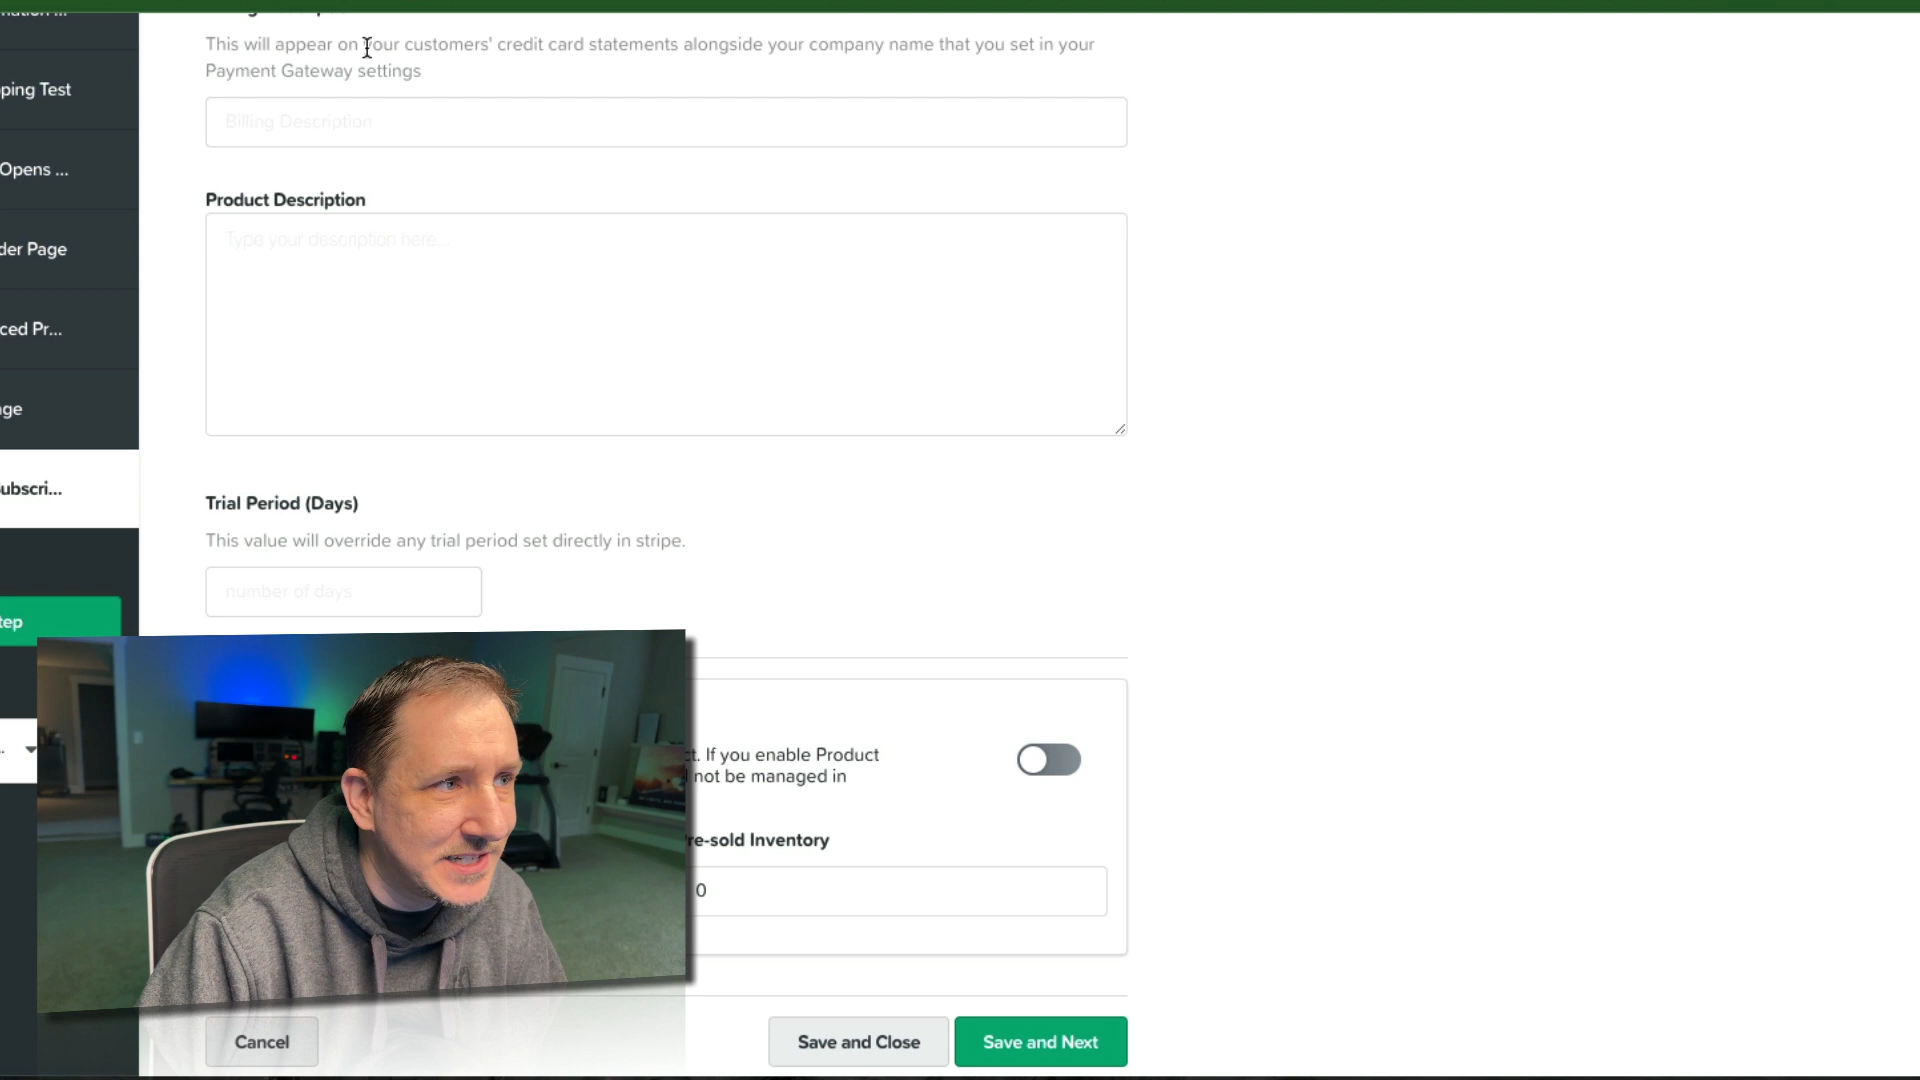 This will appear on your customers' credit card statements alongside your company name that you set in your
Payment Gateway settings
ping Test
Billing Description
Opens ...
Product Description
Type your description here...
der Page
ced Pr...
ge
ubscri...
Trial Period (Days)
This value will override any trial period set directly in stripe.
number of days
tep
ct. If you enable Product
not be managed in
re-sold Inventory
0
Cancel
Save and Close
Save and Next